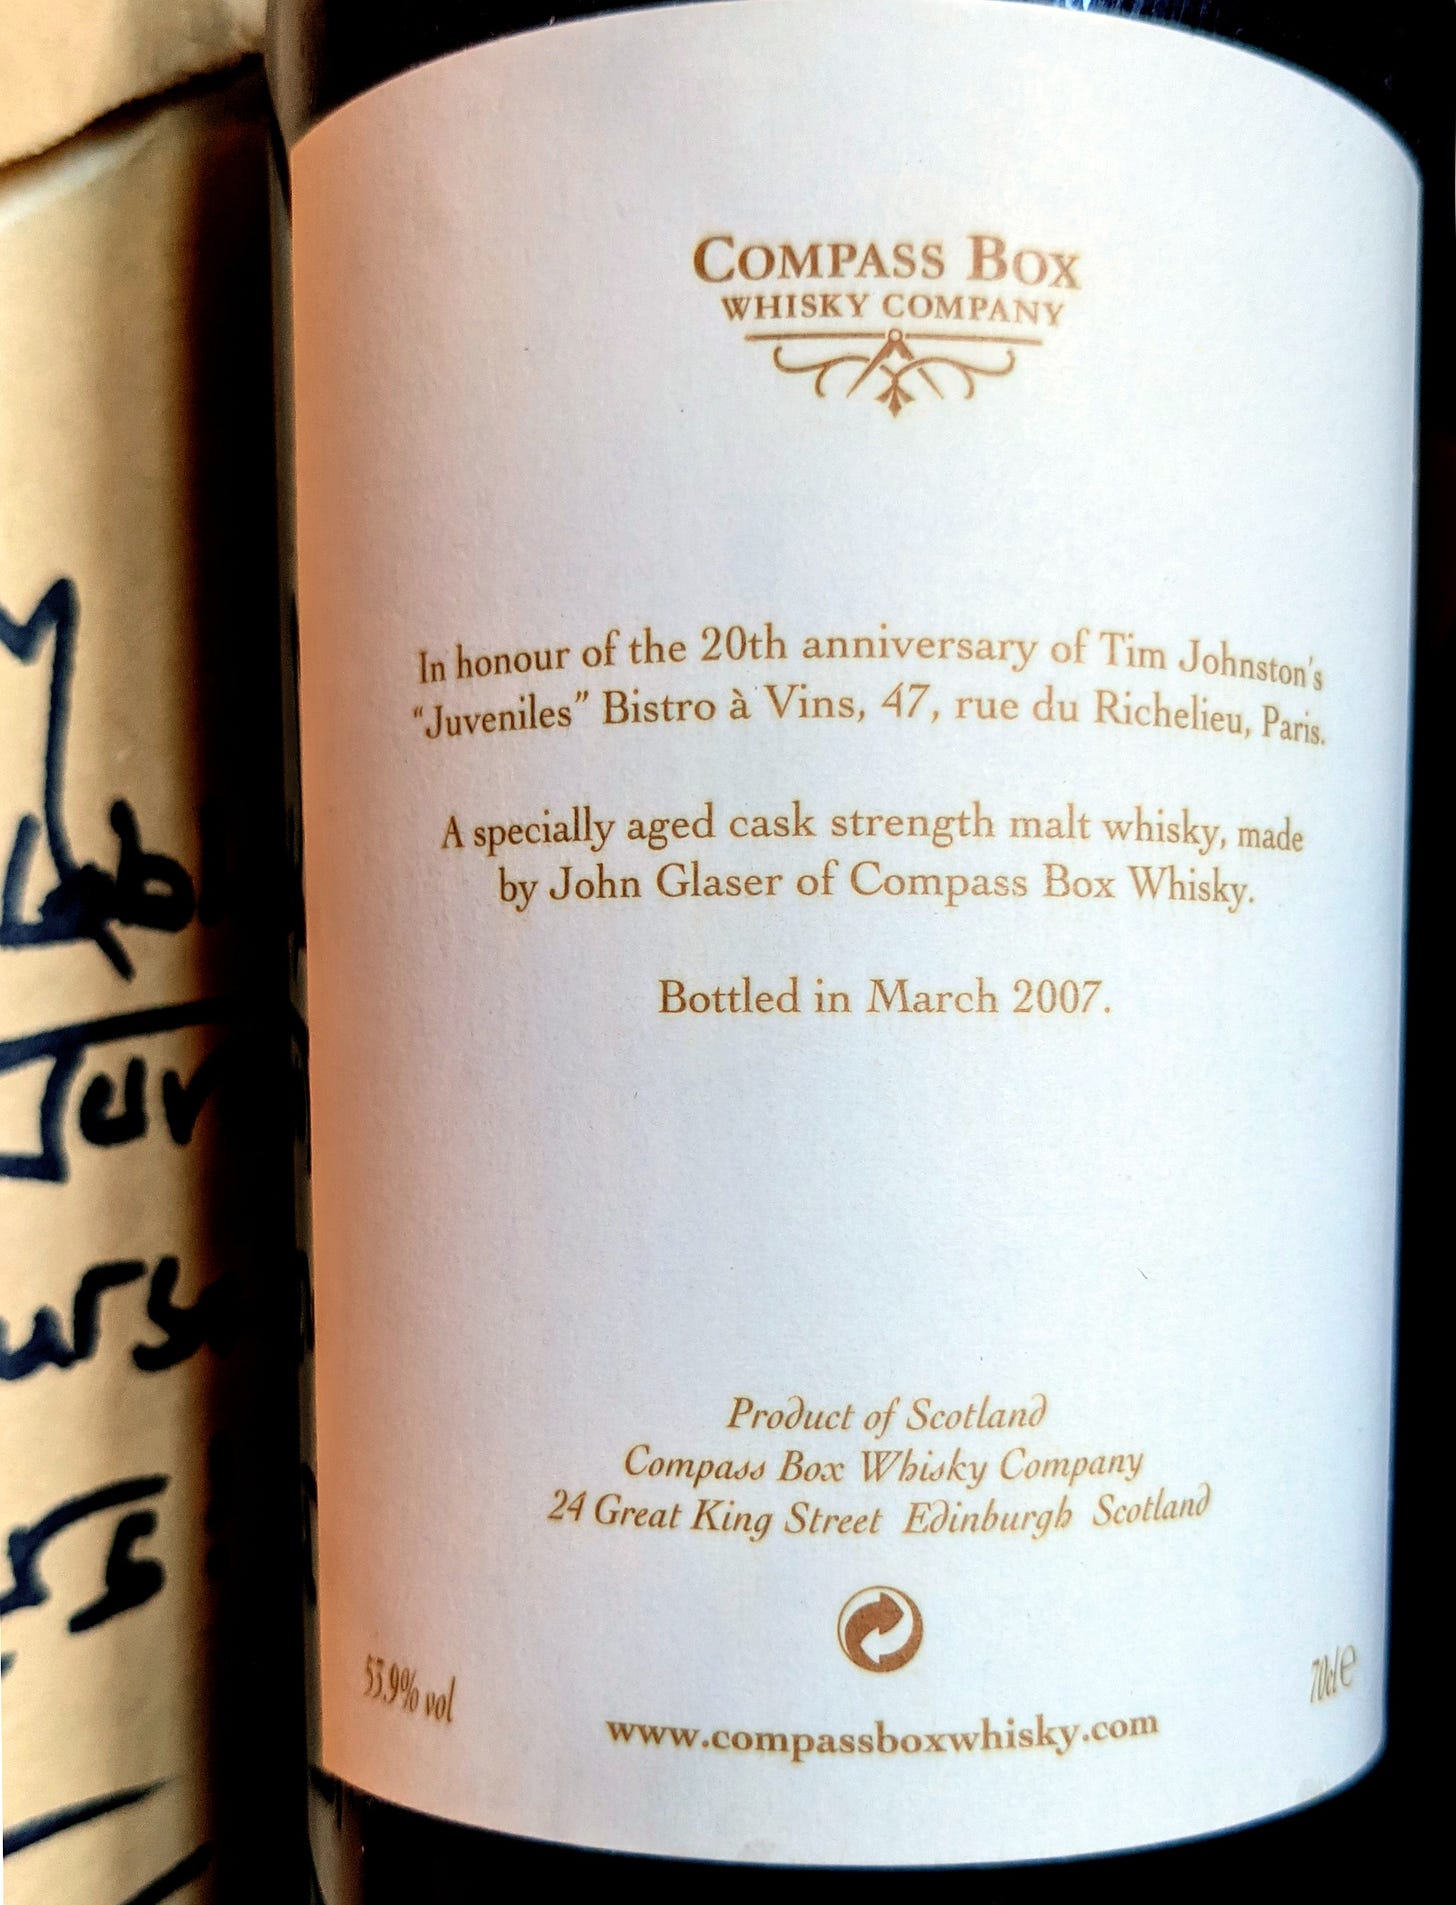 COMPASS BOX
WHISKY COMPANY
In honour of the 20th anniversary of Tim Johnston's
“Juveniles” Bistro à Vins, 47, rue du Richelieu, Paris.
A specially aged cask strength malt whisky, made
by John Glaser of Compass Box Whisky.
Bottled in March 2007.
Product of Scotland
Compass Box Whisky Company
24 Great King Street Edinburgh Scotland
53.9% vol
70cl e
www.compassboxwhisky.com